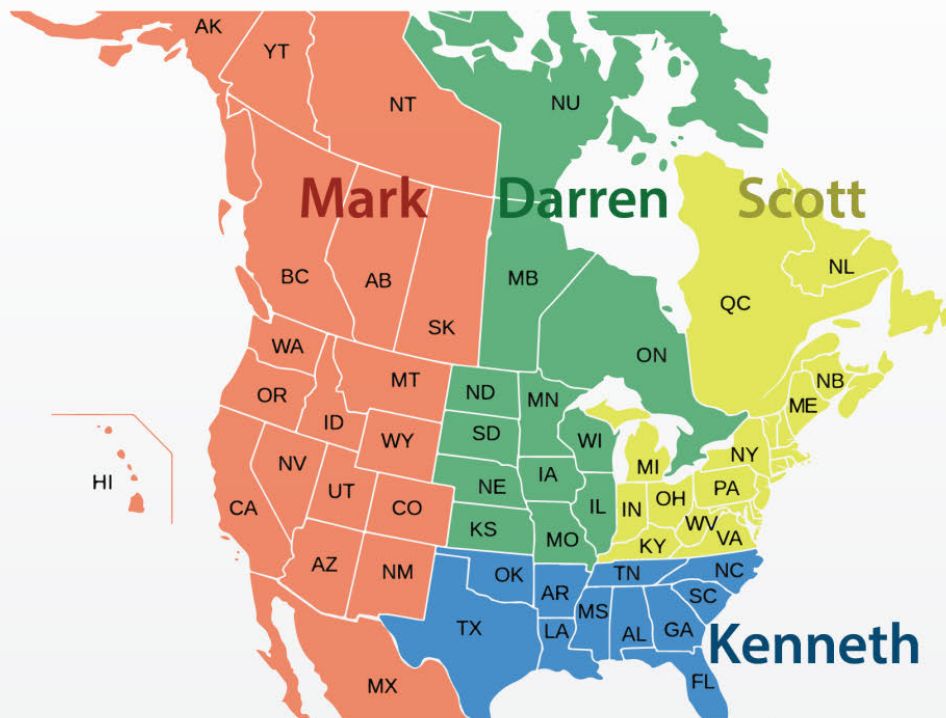 AK
YT
NT
NU
Mark Darren Scott
BC
AB
SK
MB
ON
QC
NL
NB
ME
WA
OR
ID
MT
WY
ND
SD
MN
WI
MI
NY
HI
CA
NV
UT
CO
NE
KS
IA
MO
IL
IN
OH
PA
WV
VA
KY
AZ
NM
OK
AR
TN
NC
SC
TX
LA
MS
AL
GA
FL
Kenneth
MX